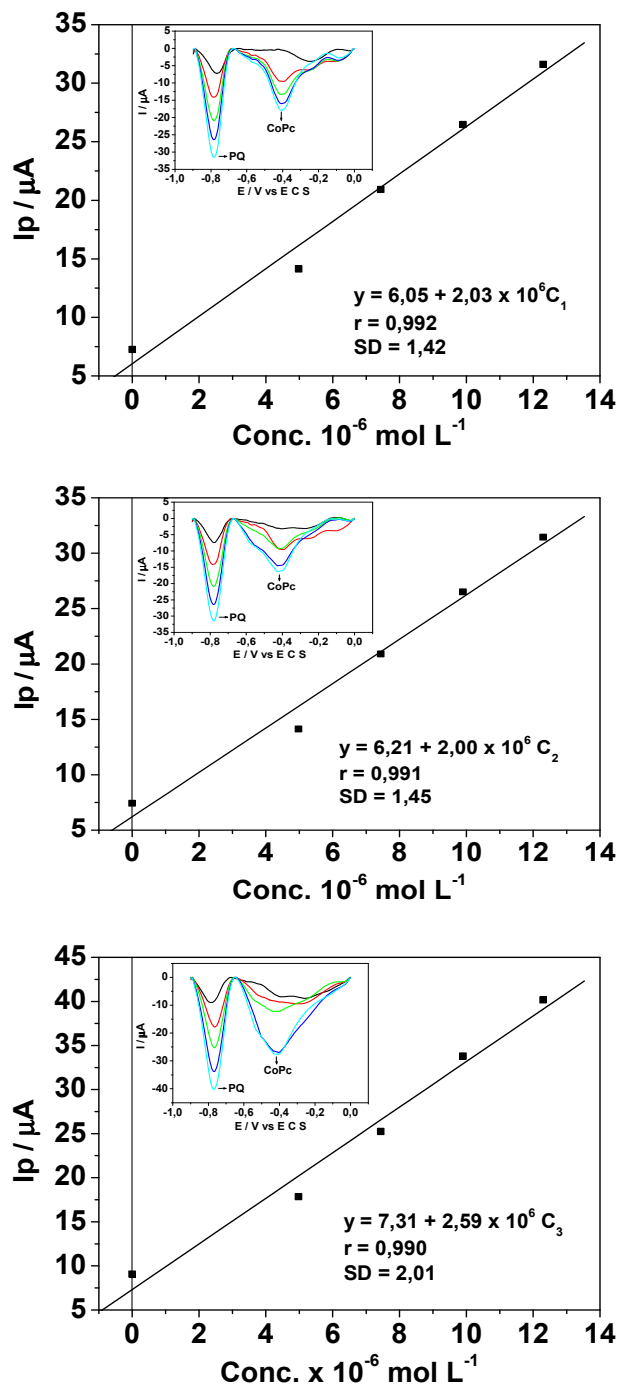 35
30
25
20
15
10
5
Ip / µA
0
-5
-10
-15
-20
-25
-30
-35
I / µA
PQ
CoPc
-1,0 -0,8 -0,6 -0,4 -0,2 0,0
E / V vs E C S
y = 6,05 + 2,03 x 10⁶C₁
r = 0,992
SD = 1,42
0 2 4 6 8 10 12 14
Conc. 10⁻⁶ mol L⁻¹
35
30
25
20
15
10
5
Ip / µA
5
0
-5
-10
-15
-20
-25
-30
-35
I / µA
PQ
CoPc
-1,0 -0,8 -0,6 -0,4 -0,2 0,0
E / V vs E C S
y = 6,21 + 2,00 x 10⁶ C₂
r = 0,991
SD = 1,45
0 2 4 6 8 10 12 14
Conc. 10⁻⁶ mol L⁻¹
45
40
35
30
25
20
15
10
5
Ip / µA
0
-10
-20
-30
-40
I / µA
PQ
CoPc
-1,0 -0,8 -0,6 -0,4 -0,2 0,0
E / V vs E C S
y = 7,31 + 2,59 x 10⁶ C₃
r = 0,990
SD = 2,01
0 2 4 6 8 10 12 14
Conc. x 10⁻⁶ mol L⁻¹